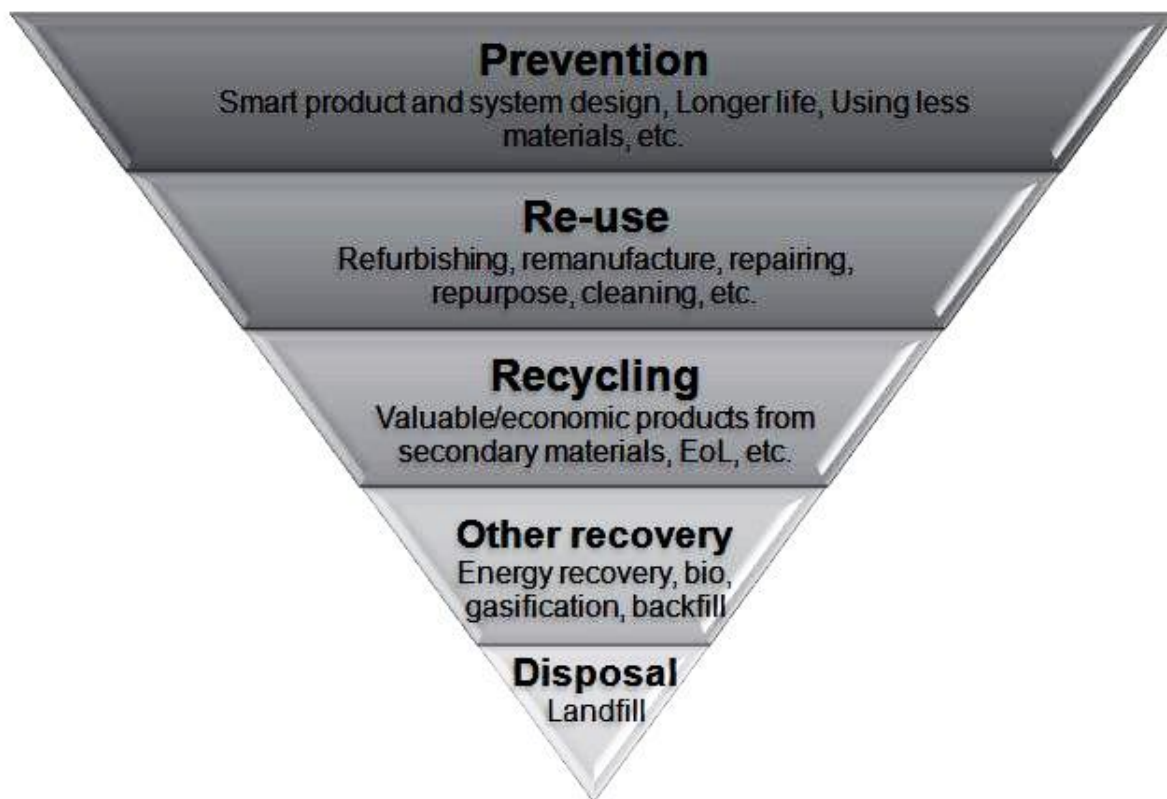 Prevention
Smart product and system design, Longer life, Using less
materials, etc.
Re-use
Refurbishing, remanufacture, repairing,
repurpose, cleaning, etc.
Recycling
Valuable/economic products from
secondary materials, EoL, etc.
Other recovery
Energy recovery, bio,
gasification, backfill
Disposal
Landfill